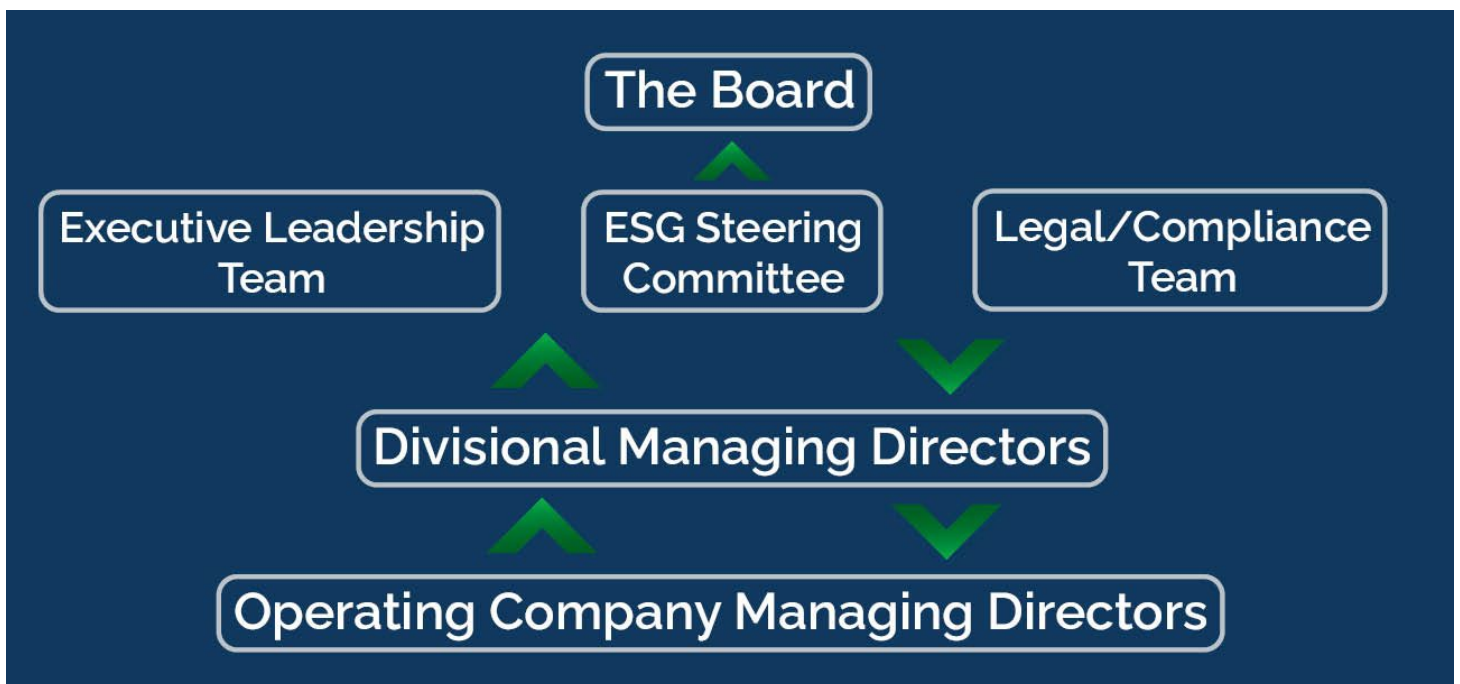 The Board
Executive Leadership
Team
ESG Steering
Committee
Legal/Compliance
Team
Divisional Managing Directors
Operating Company Managing Directors